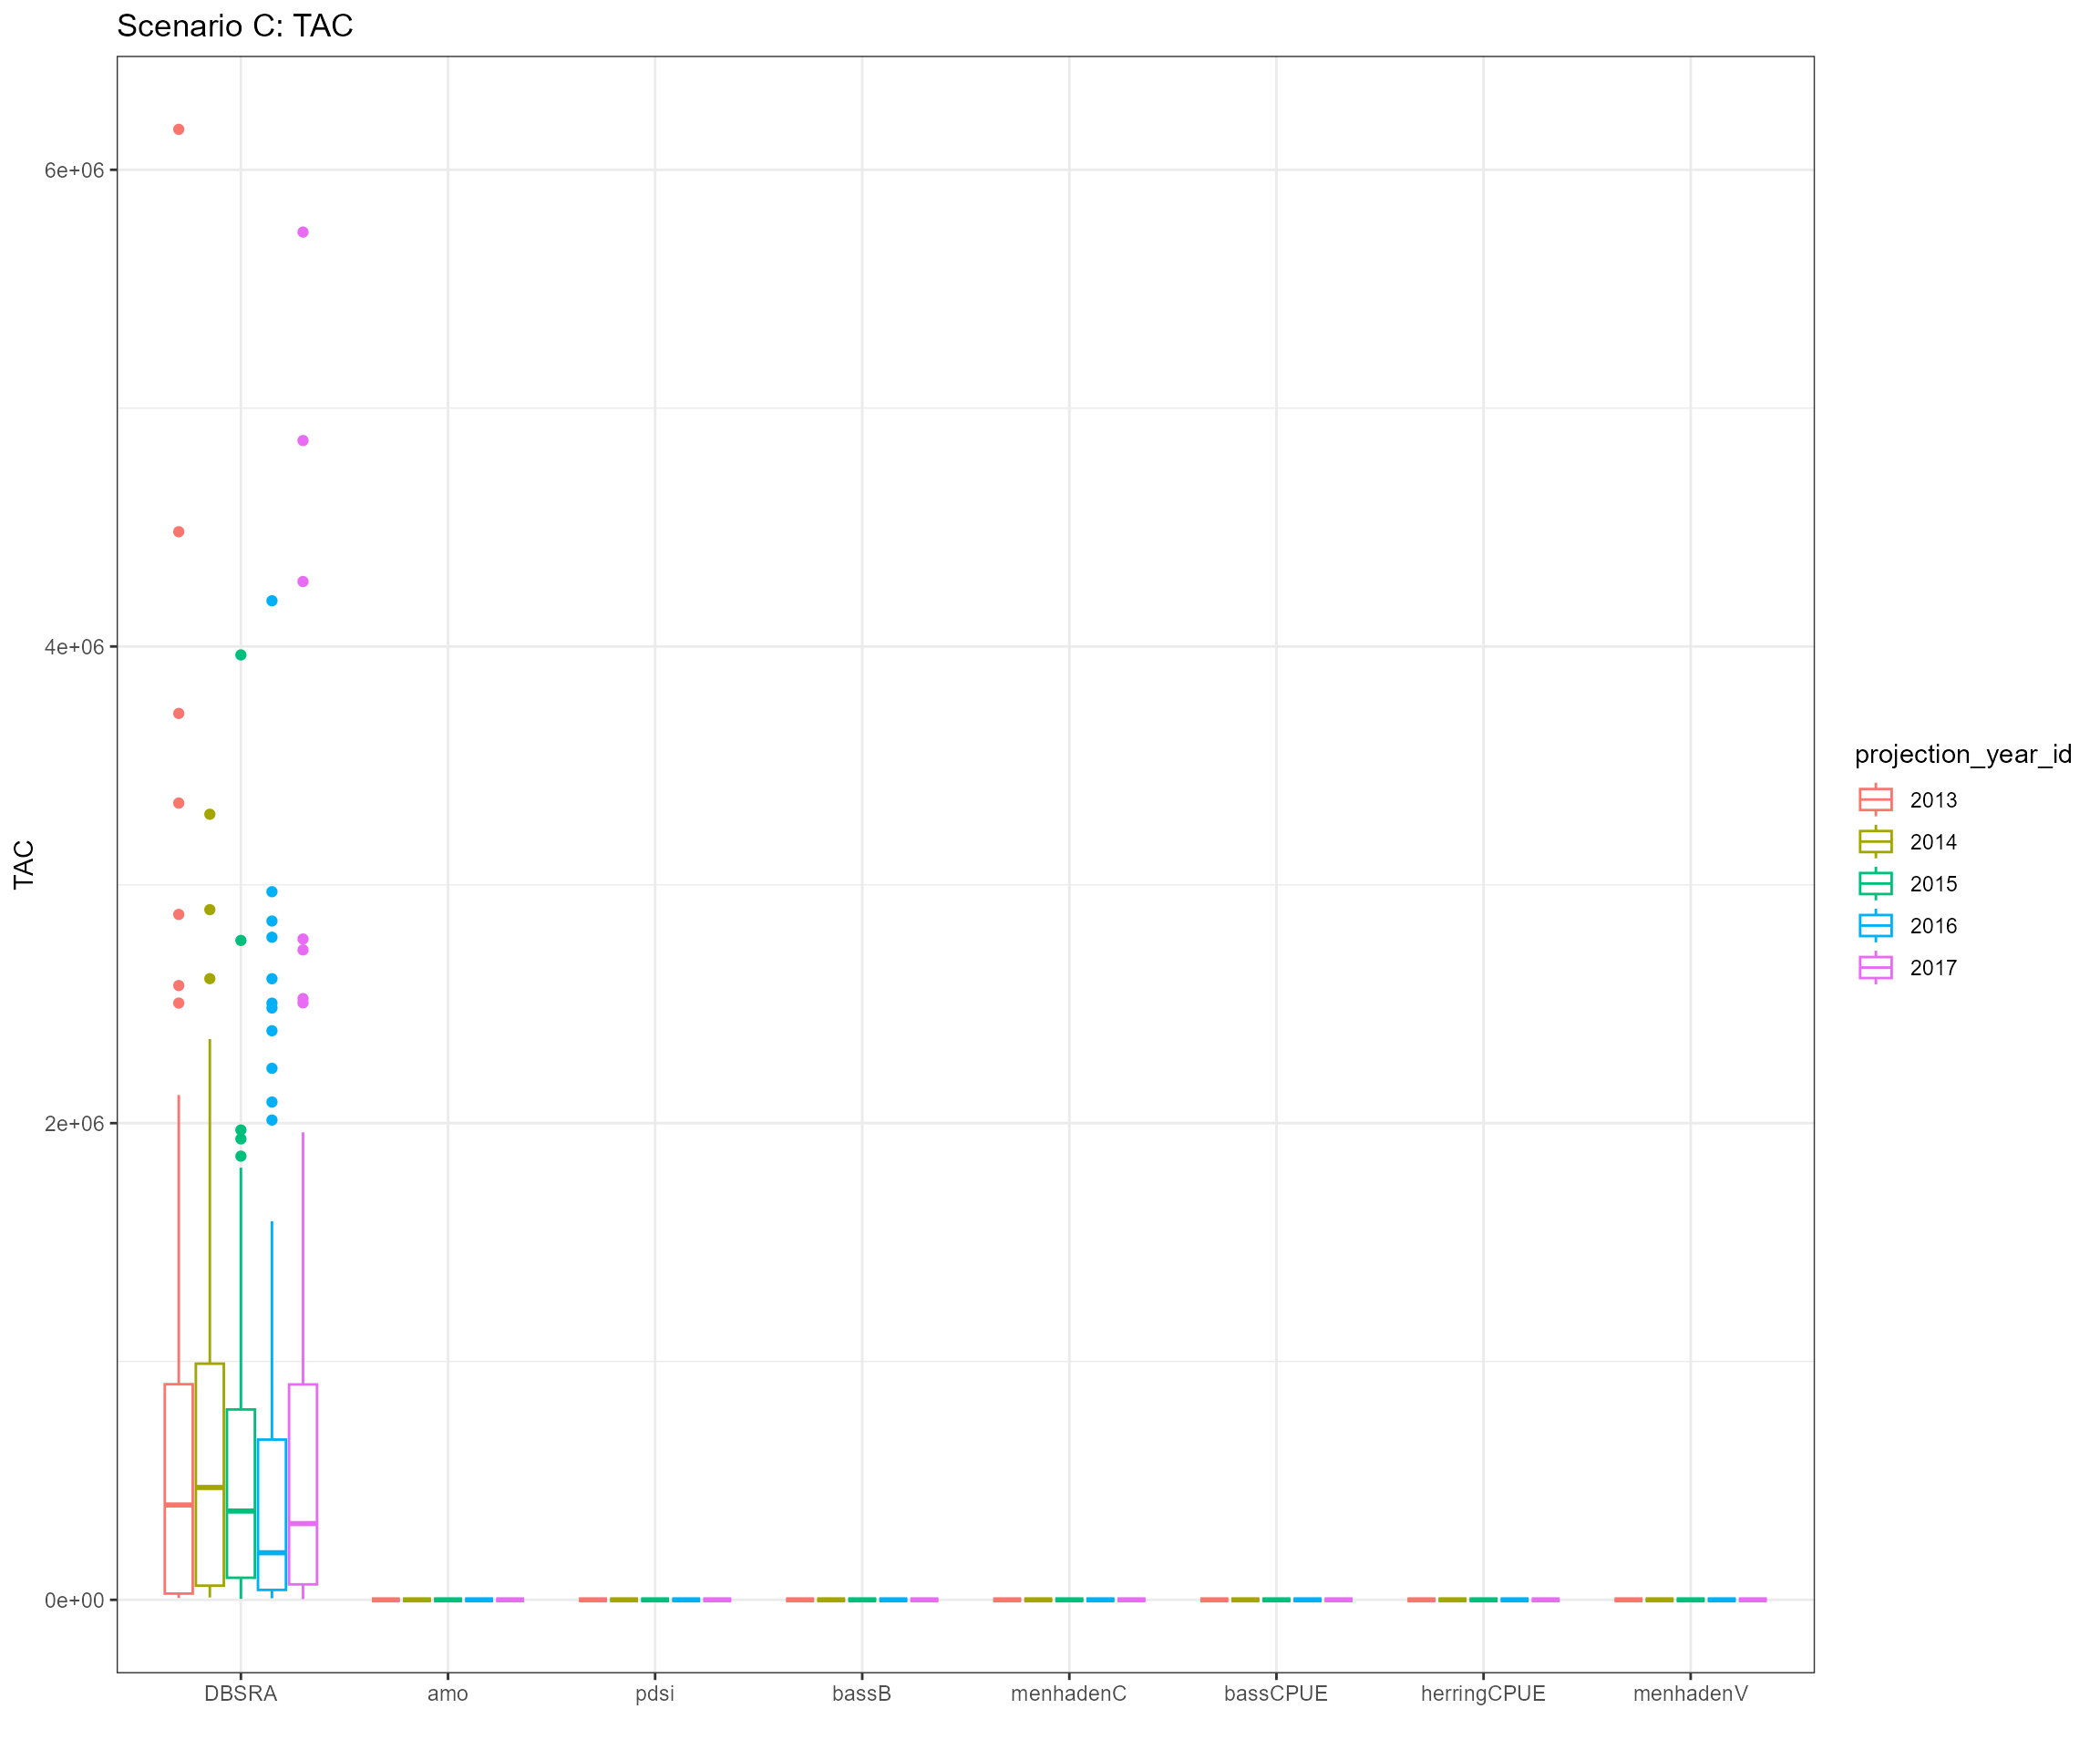 Scenario C: TAC
6e+06
4e+06
2e+06
0e+00
TAC
DBSRA
amo
pdsi
bassB
menhadenC
bassCPUE
herringCPUE
menhadenV
projection_year_id
2013
2014
2015
2016
2017